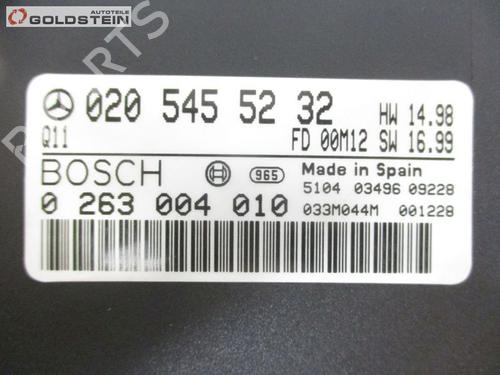 AUTOTEILE
GOLDSTEIN
PARTS
020 545 52 32 HW 14.98
Q11 FD 00M12 SW 16.99
BOSCH 965 Made in Spain
5104 03496 09228
0 263 004 010 033M044M 001228